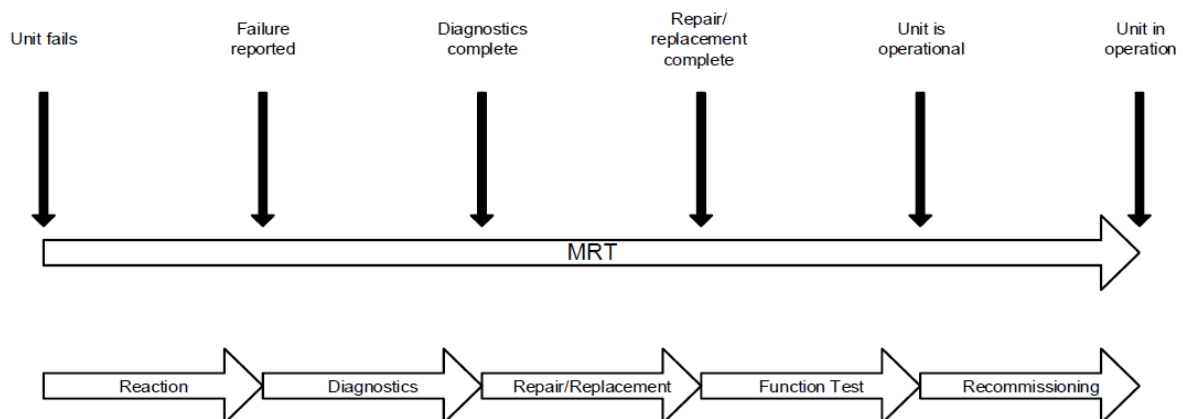 Unit fails
Failure
reported
Diagnostics
complete
Repair/
replacement
complete
Unit is
operational
Unit in
operation
MRT
Reaction
Diagnostics
Repair/Replacement
Function Test
Recommissioning